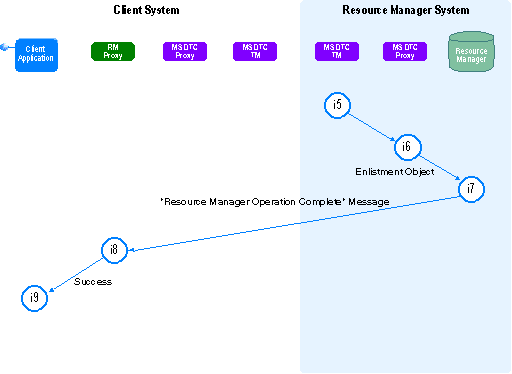 Client System
Resource Manager System
Client
Application
RM
Proxy
MSDTC
Proxy
MSDTC
TM
MSDTC
TM
MSDTC
Proxy
Resource
Manager
i5
i6
Enlistment Object
i7
"Resource Manager Operation Complete" Message
i8
Success
i9